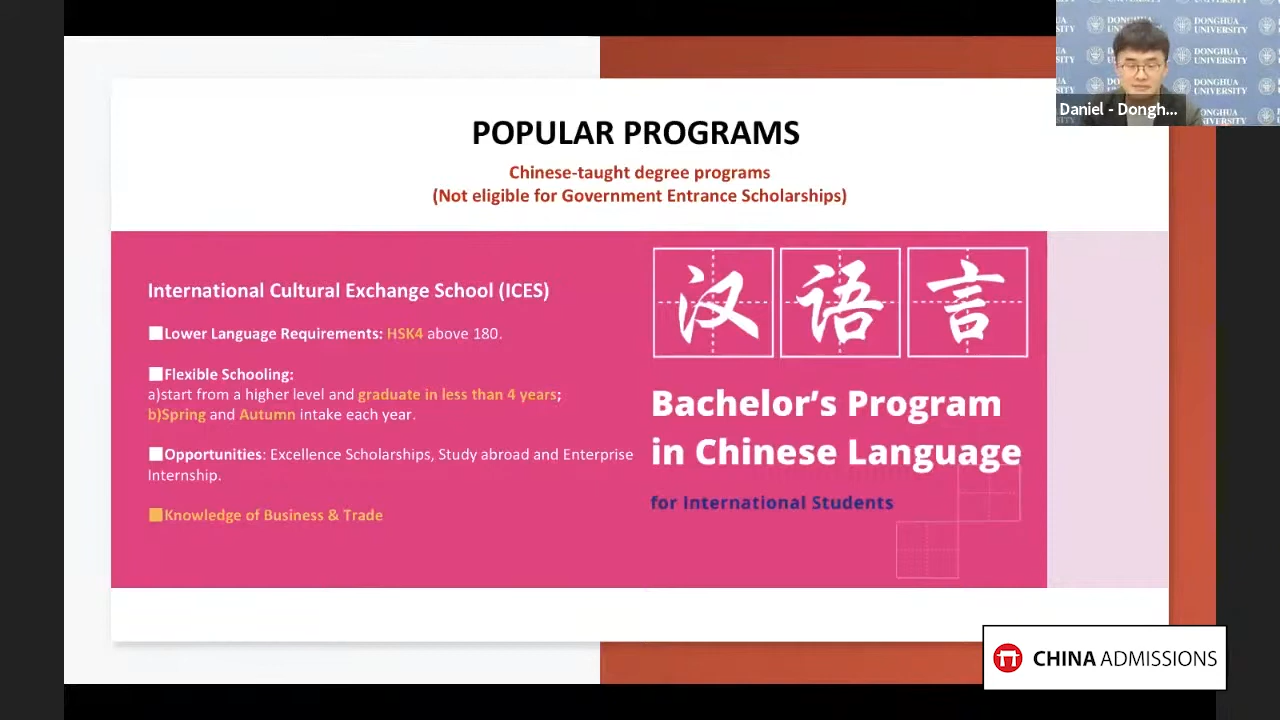 POPULAR PROGRAMS
Chinese-taught degree programs
(Not eligible for Government Entrance Scholarships)
International Cultural Exchange School (ICES)
Lower Language Requirements: HSK4 above 180.
Flexible Schooling:
a)start from a higher level and graduate in less than 4 years;
b)Spring and Autumn intake each year.
Opportunities: Excellence Scholarships, Study abroad and Enterprise
Internship.
Knowledge of Business & Trade
汉语言
Bachelor's Program
in Chinese Language
for International Students
DONGHUA
UNIVERSITY
Daniel - Dongh...
CHINA ADMISSIONS